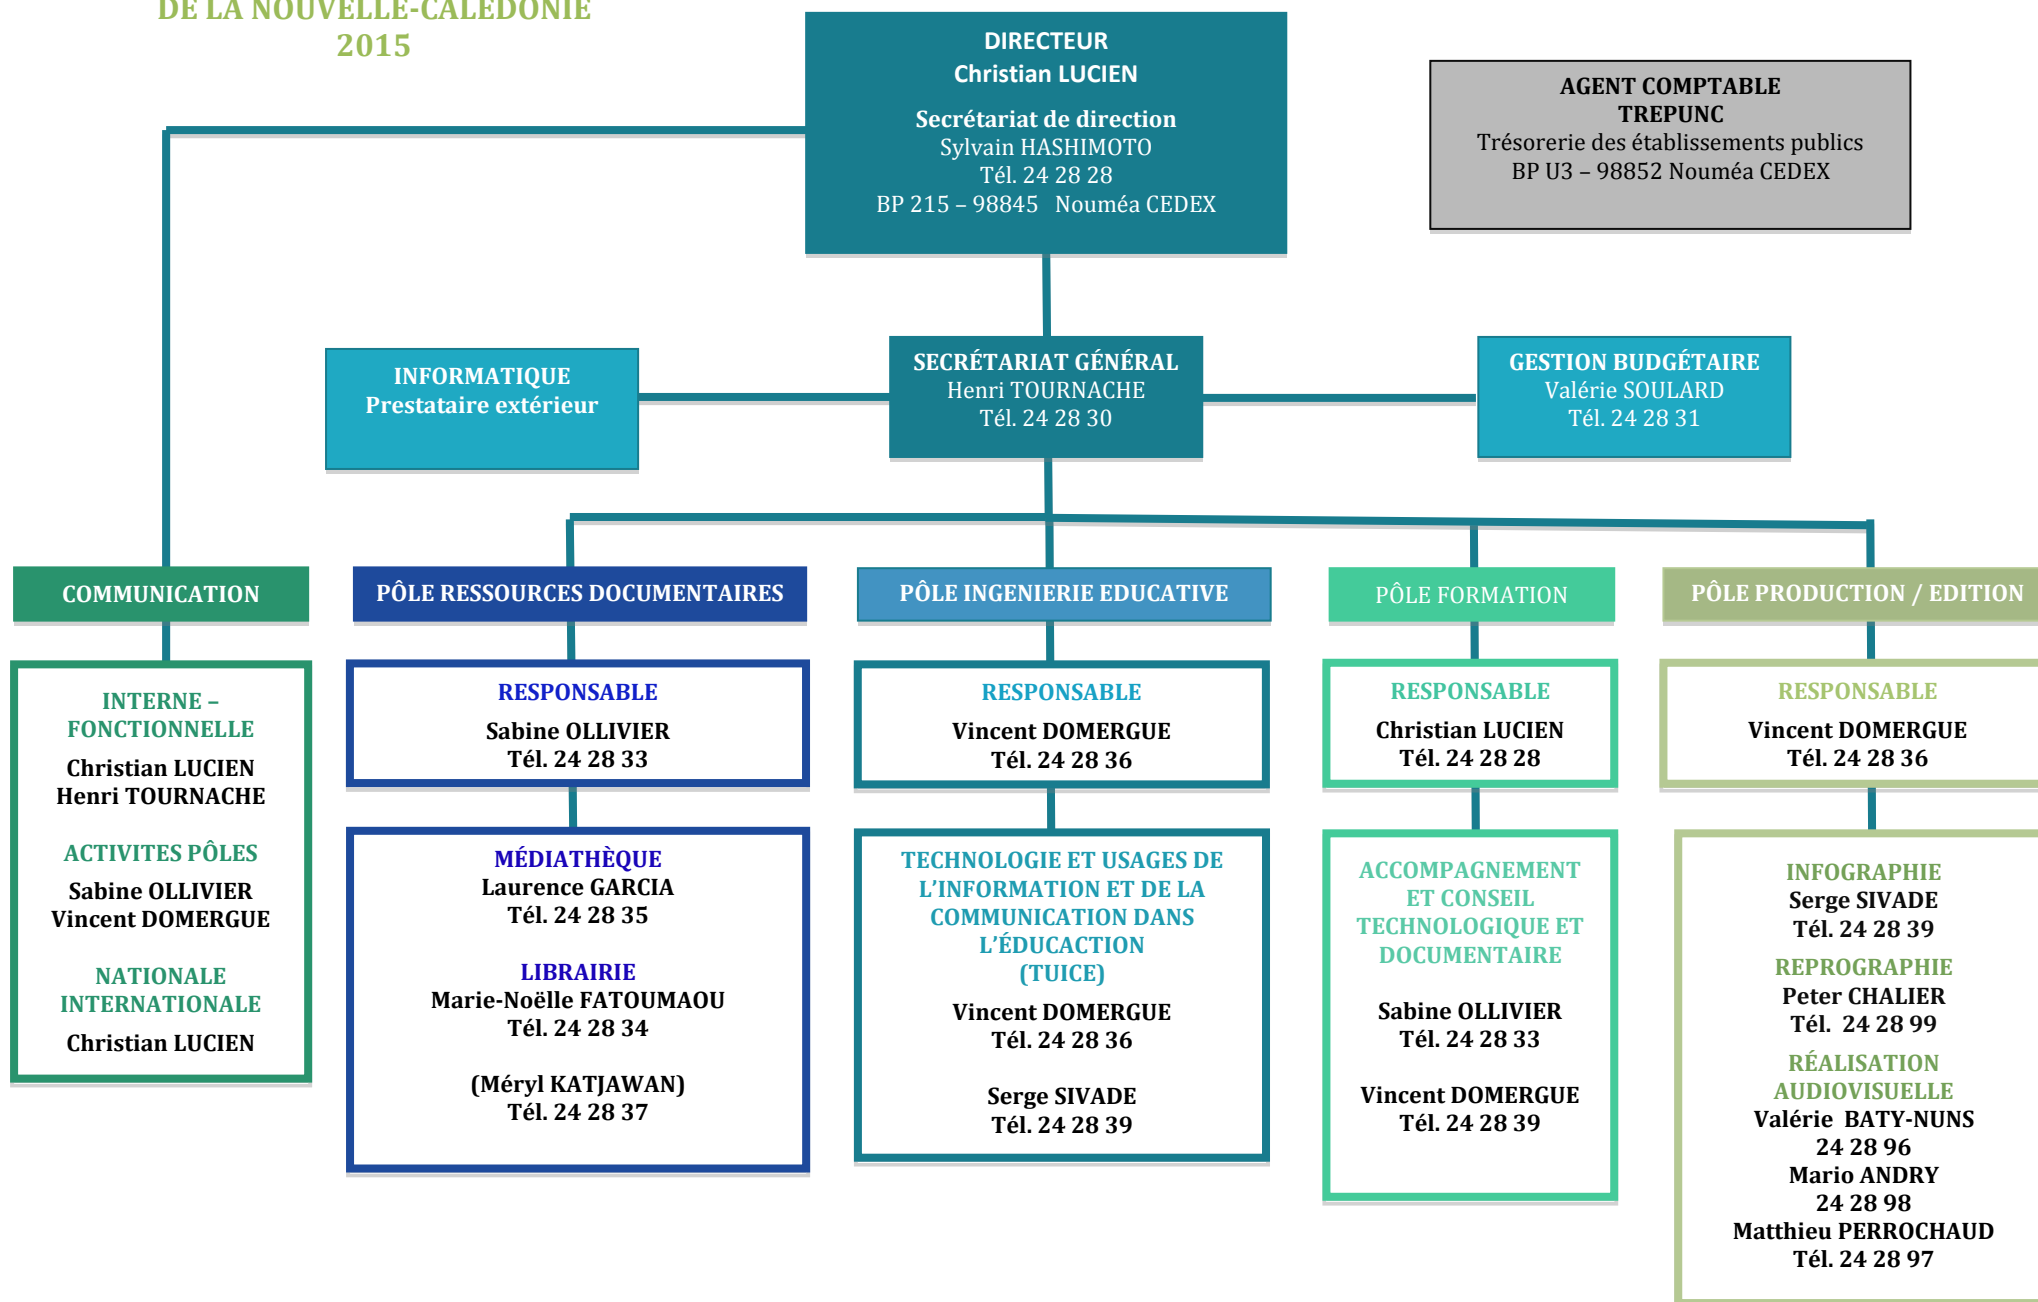 DE LA NOUVELLE-CALÉDONIE
2015
DIRECTEUR
Christian LUCIEN
Secrétariat de direction
Sylvain HASHIMOTO
Tél. 24 28 28
BP 215 – 98845 Nouméa CEDEX
AGENT COMPTABLE
TREPUNC
Trésorerie des établissements publics
BP U3 – 98852 Nouméa CEDEX
INFORMATIQUE
Prestataire extérieur
SECRÉTARIAT GÉNÉRAL
Henri TOURNACHE
Tél. 24 28 30
GESTION BUDGÉTAIRE
Valérie SOULARD
Tél. 24 28 31
COMMUNICATION
INTERNE –
FONCTIONNELLE
Christian LUCIEN
Henri TOURNACHE
ACTIVITES PÔLES
Sabine OLLIVIER
Vincent DOMERGUE
NATIONALE
INTERNATIONALE
Christian LUCIEN
PÔLE RESSOURCES DOCUMENTAIRES
RESPONSABLE
Sabine OLLIVIER
Tél. 24 28 33
MÉDIATHÈQUE
Laurence GARCIA
Tél. 24 28 35
LIBRAIRIE
Marie-Noëlle FATOUMAOU
Tél. 24 28 34
(Méryl KATJAWAN)
Tél. 24 28 37
PÔLE INGENIERIE EDUCATIVE
RESPONSABLE
Vincent DOMERGUE
Tél. 24 28 36
TECHNOLOGIE ET USAGES DE
L'INFORMATION ET DE LA
COMMUNICATION DANS
L'ÉDUCACTION
(TUICE)
Vincent DOMERGUE
Tél. 24 28 36
Serge SIVADE
Tél. 24 28 39
PÔLE FORMATION
RESPONSABLE
Christian LUCIEN
Tél. 24 28 28
ACCOMPAGNEMENT
ET CONSEIL
TECHNOLOGIQUE ET
DOCUMENTAIRE
Sabine OLLIVIER
Tél. 24 28 33
Vincent DOMERGUE
Tél. 24 28 39
PÔLE PRODUCTION / EDITION
RESPONSABLE
Vincent DOMERGUE
Tél. 24 28 36
INFOGRAPHIE
Serge SIVADE
Tél. 24 28 39
REPROGRAPHIE
Peter CHALIER
Tél. 24 28 99
RÉALISATION
AUDIOVISUELLE
Valérie BATY-NUNS
24 28 96
Mario ANDRY
24 28 98
Matthieu PERROCHAUD
Tél. 24 28 97